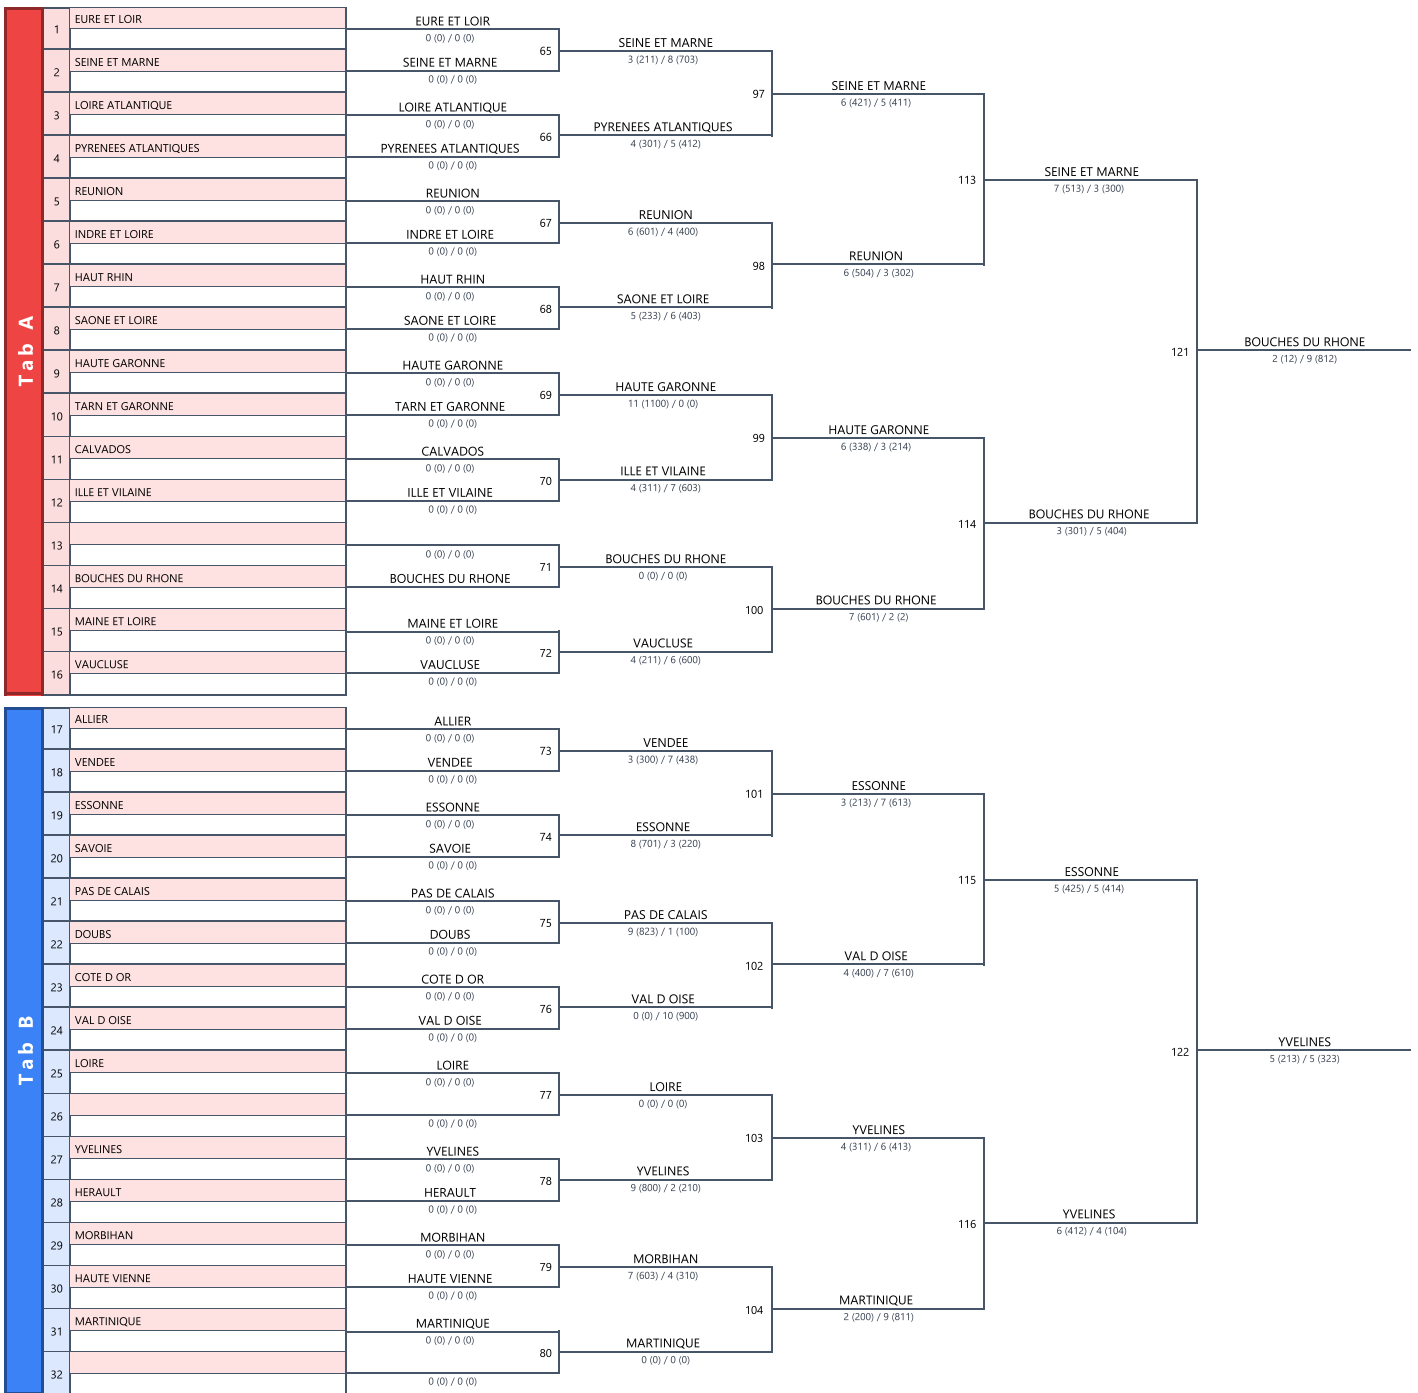 Tab A
1
EURE ET LOIR
2
SEINE ET MARNE
3
LOIRE ATLANTIQUE
4
PYRENEES ATLANTIQUES
5
REUNION
6
INDRE ET LOIRE
7
HAUT RHIN
8
SAONE ET LOIRE
9
HAUTE GARONNE
10
TARN ET GARONNE
11
CALVADOS
12
ILLE ET VILAINE
13
14
BOUCHES DU RHONE
15
MAINE ET LOIRE
16
VAUCLUSE
EURE ET LOIR
0 (0) / 0 (0)
65
SEINE ET MARNE
0 (0) / 0 (0)
LOIRE ATLANTIQUE
0 (0) / 0 (0)
66
PYRENEES ATLANTIQUES
0 (0) / 0 (0)
REUNION
0 (0) / 0 (0)
67
INDRE ET LOIRE
0 (0) / 0 (0)
HAUT RHIN
0 (0) / 0 (0)
68
SAONE ET LOIRE
0 (0) / 0 (0)
HAUTE GARONNE
0 (0) / 0 (0)
69
TARN ET GARONNE
0 (0) / 0 (0)
CALVADOS
0 (0) / 0 (0)
70
ILLE ET VILAINE
0 (0) / 0 (0)
0 (0) / 0 (0)
71
BOUCHES DU RHONE
MAINE ET LOIRE
0 (0) / 0 (0)
72
VAUCLUSE
0 (0) / 0 (0)
SEINE ET MARNE
3 (211) / 8 (703)
97
PYRENEES ATLANTIQUES
4 (301) / 5 (412)
REUNION
6 (601) / 4 (400)
98
SAONE ET LOIRE
5 (233) / 6 (403)
HAUTE GARONNE
11 (1100) / 0 (0)
99
ILLE ET VILAINE
4 (311) / 7 (603)
BOUCHES DU RHONE
0 (0) / 0 (0)
100
VAUCLUSE
4 (211) / 6 (600)
SEINE ET MARNE
6 (421) / 5 (411)
113
REUNION
6 (504) / 3 (302)
HAUTE GARONNE
6 (338) / 3 (214)
114
BOUCHES DU RHONE
7 (601) / 2 (2)
SEINE ET MARNE
7 (513) / 3 (300)
121
BOUCHES DU RHONE
3 (301) / 5 (404)
BOUCHES DU RHONE
2 (12) / 9 (812)
Tab B
17
ALLIER
18
VENDEE
19
ESSONNE
20
SAVOIE
21
PAS DE CALAIS
22
DOUBS
23
COTE D OR
24
VAL D OISE
25
LOIRE
26
27
YVELINES
28
HERAULT
29
MORBIHAN
30
HAUTE VIENNE
31
MARTINIQUE
32
ALLIER
0 (0) / 0 (0)
73
VENDEE
0 (0) / 0 (0)
ESSONNE
0 (0) / 0 (0)
74
SAVOIE
0 (0) / 0 (0)
PAS DE CALAIS
0 (0) / 0 (0)
75
DOUBS
0 (0) / 0 (0)
COTE D OR
0 (0) / 0 (0)
76
VAL D OISE
0 (0) / 0 (0)
LOIRE
0 (0) / 0 (0)
77
0 (0) / 0 (0)
YVELINES
0 (0) / 0 (0)
78
HERAULT
0 (0) / 0 (0)
MORBIHAN
0 (0) / 0 (0)
79
HAUTE VIENNE
0 (0) / 0 (0)
MARTINIQUE
0 (0) / 0 (0)
80
0 (0) / 0 (0)
VENDEE
3 (300) / 7 (438)
101
ESSONNE
8 (701) / 3 (220)
PAS DE CALAIS
9 (823) / 1 (100)
102
VAL D OISE
0 (0) / 10 (900)
LOIRE
0 (0) / 0 (0)
103
YVELINES
9 (800) / 2 (210)
MORBIHAN
7 (603) / 4 (310)
104
MARTINIQUE
0 (0) / 0 (0)
ESSONNE
3 (213) / 7 (613)
115
VAL D OISE
4 (400) / 7 (610)
YVELINES
4 (311) / 6 (413)
116
MARTINIQUE
2 (200) / 9 (811)
ESSONNE
5 (425) / 5 (414)
122
YVELINES
6 (412) / 4 (104)
YVELINES
5 (213) / 5 (323)